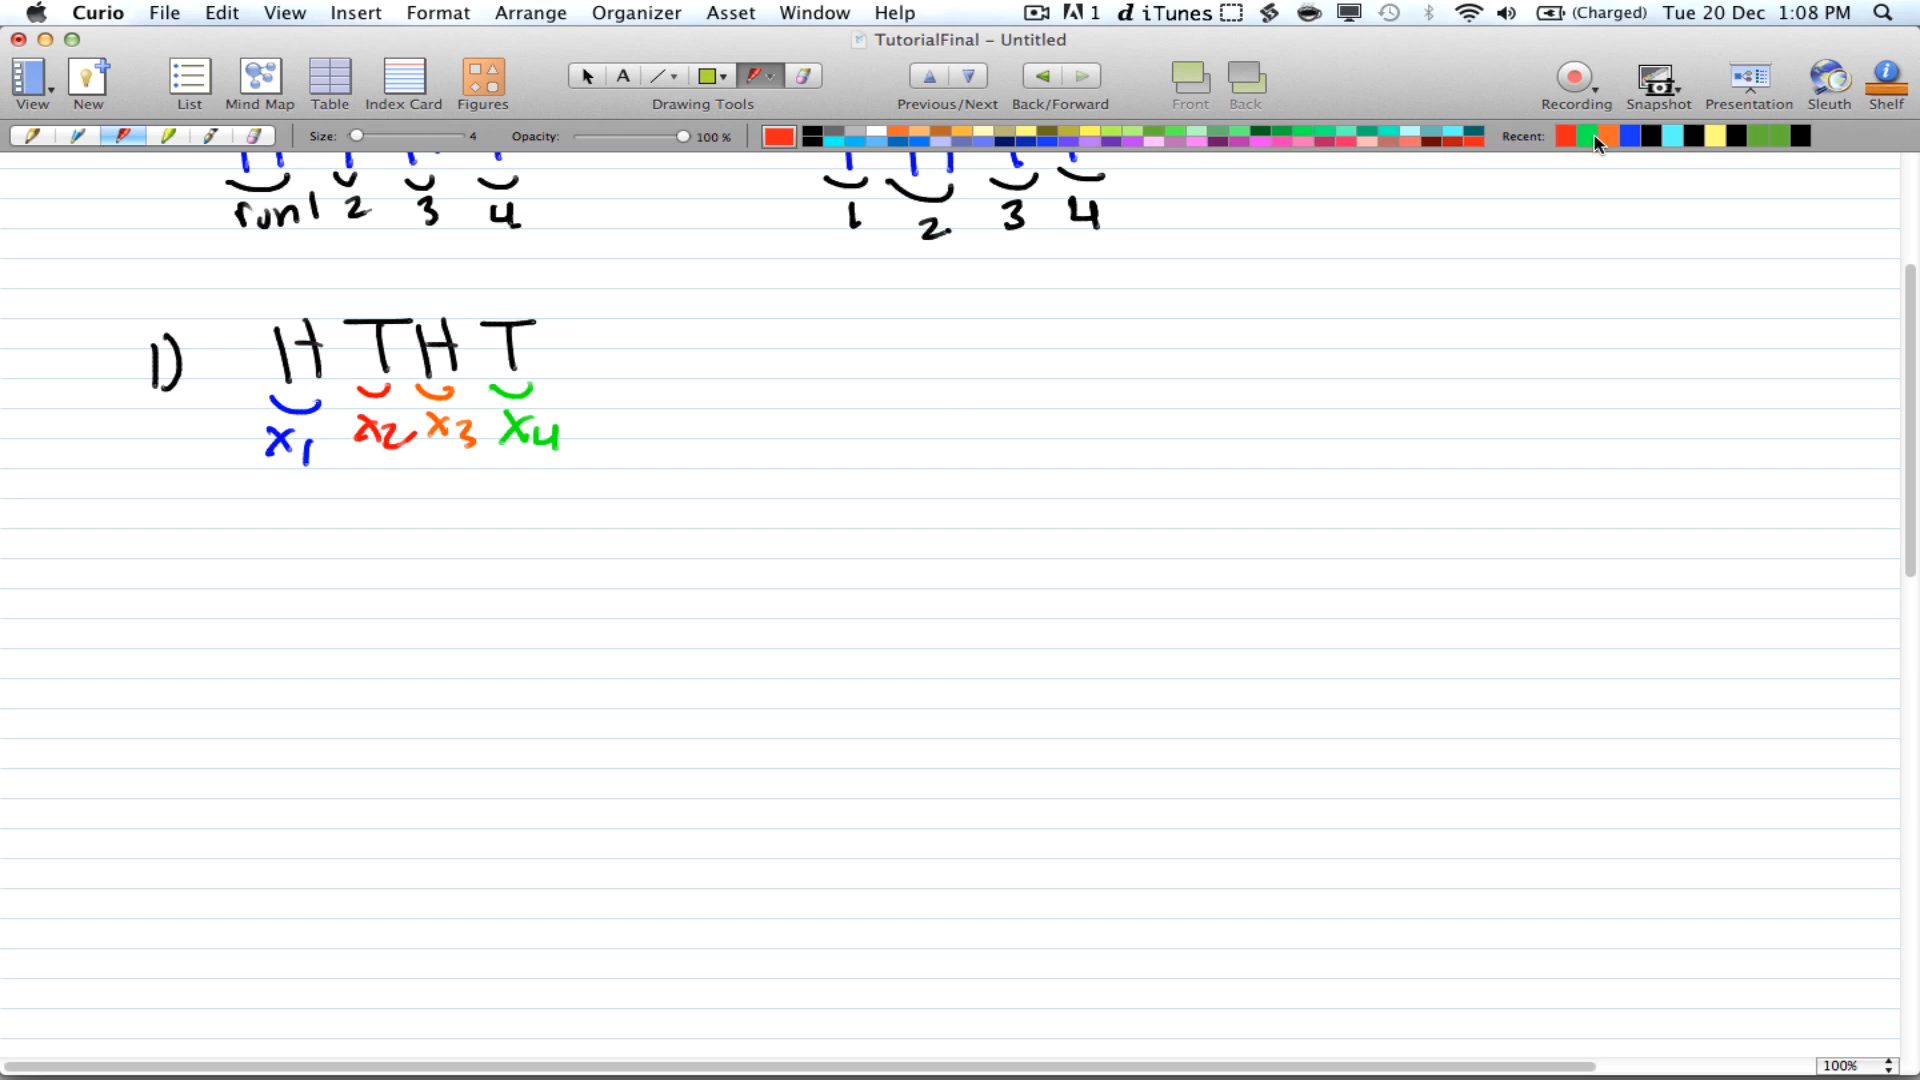 Curio File Edit View Insert Format Arrange Organizer Asset Window Help 1 d iTunes (Charged) Tue 20 Dec 1:08 PM
TutorialFinal – Untitled
View New List Mind Map Table Index Card Figures A Drawing Tools Previous/Next Back/Forward Front Back Recording Snapshot Presentation Sleuth Shelf
Size: 4 Opacity: 100 % Recent:
run1 2 3 4 1 2 3 4
1) H T H T
x1 x2 x3 x4
100%